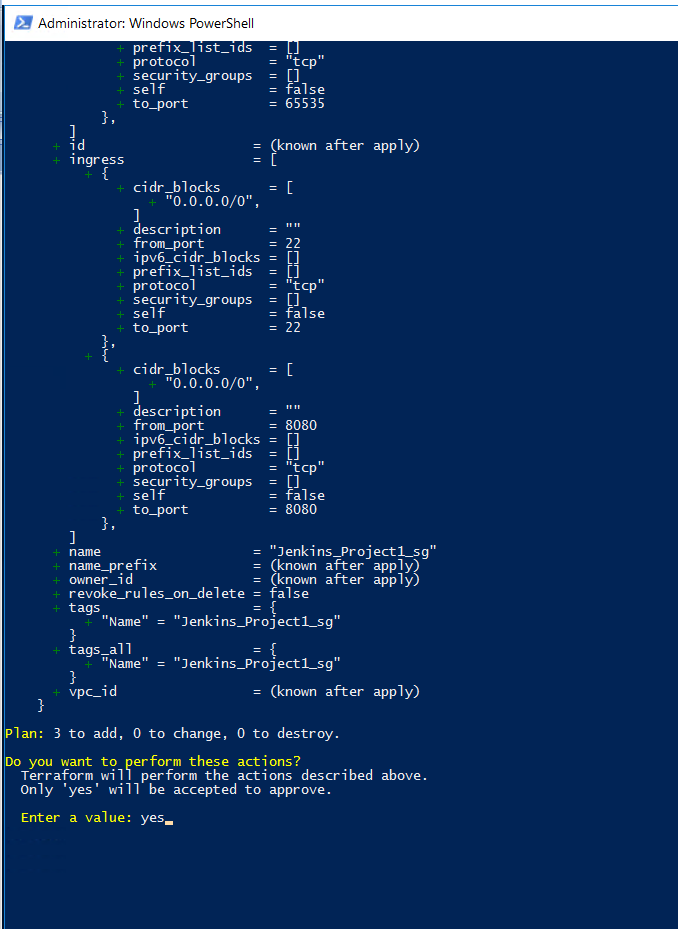 Administrator: Windows PowerShell
+ prefix_list_ids  = []
+ protocol         = "tcp"
+ security_groups  = []
+ self             = false
+ to_port          = 65535
},
]
+ id                     = (known after apply)
+ ingress                = [
+ {
+ cidr_blocks      = [
+ "0.0.0.0/0",
]
+ description      = ""
+ from_port        = 22
+ ipv6_cidr_blocks = []
+ prefix_list_ids  = []
+ protocol         = "tcp"
+ security_groups  = []
+ self             = false
+ to_port          = 22
},
+ {
+ cidr_blocks      = [
+ "0.0.0.0/0",
]
+ description      = ""
+ from_port        = 8080
+ ipv6_cidr_blocks = []
+ prefix_list_ids  = []
+ protocol         = "tcp"
+ security_groups  = []
+ self             = false
+ to_port          = 8080
},
]
+ name                   = "Jenkins_Project1_sg"
+ name_prefix            = (known after apply)
+ owner_id               = (known after apply)
+ revoke_rules_on_delete = false
+ tags                   = {
+ "Name" = "Jenkins_Project1_sg"
}
+ tags_all               = {
+ "Name" = "Jenkins_Project1_sg"
}
+ vpc_id                 = (known after apply)
}
Plan: 3 to add, 0 to change, 0 to destroy.
Do you want to perform these actions?
Terraform will perform the actions described above.
Only 'yes' will be accepted to approve.
Enter a value: yes